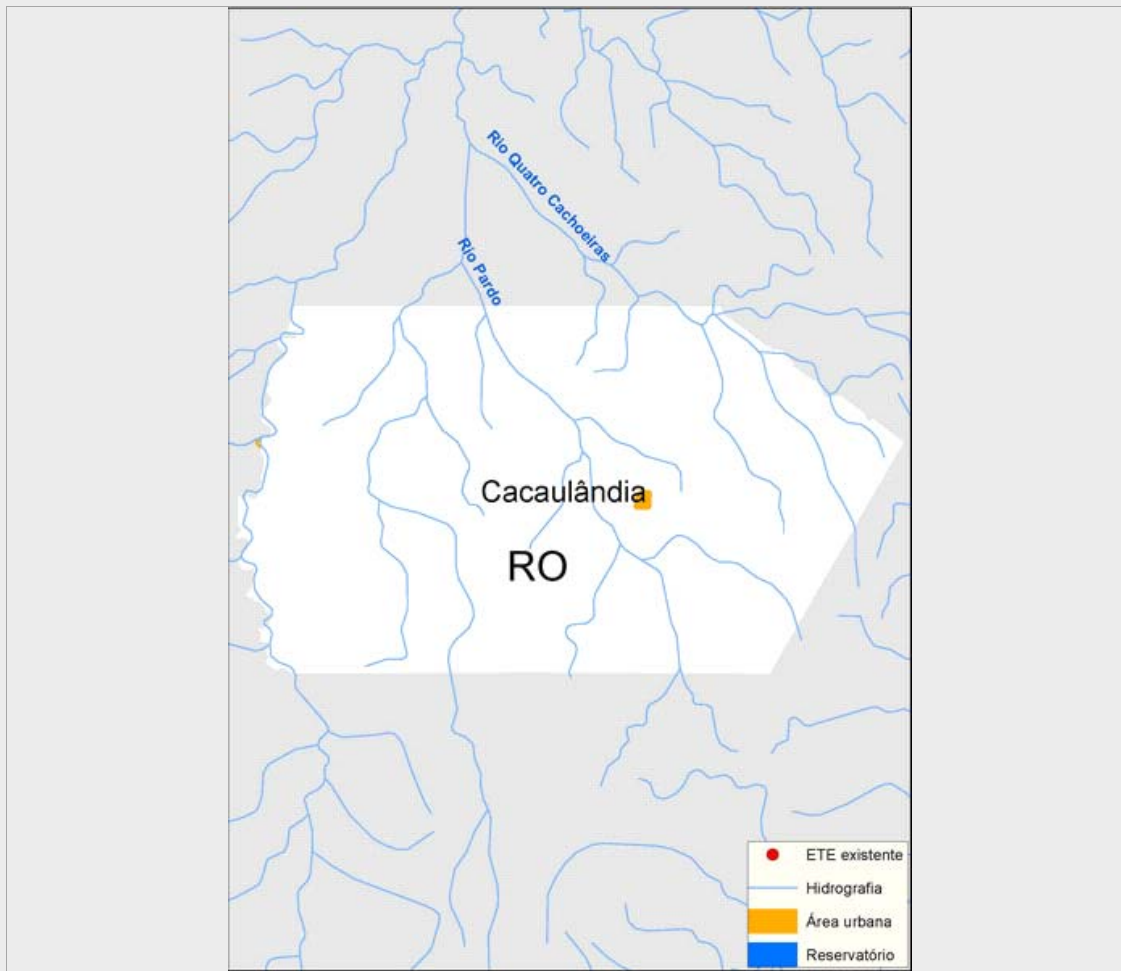 Rio Quatro Cachoeiras
Rio Pardo
Cacaulândia
RO
ETE existente
Hidrografia
Área urbana
Reservatório